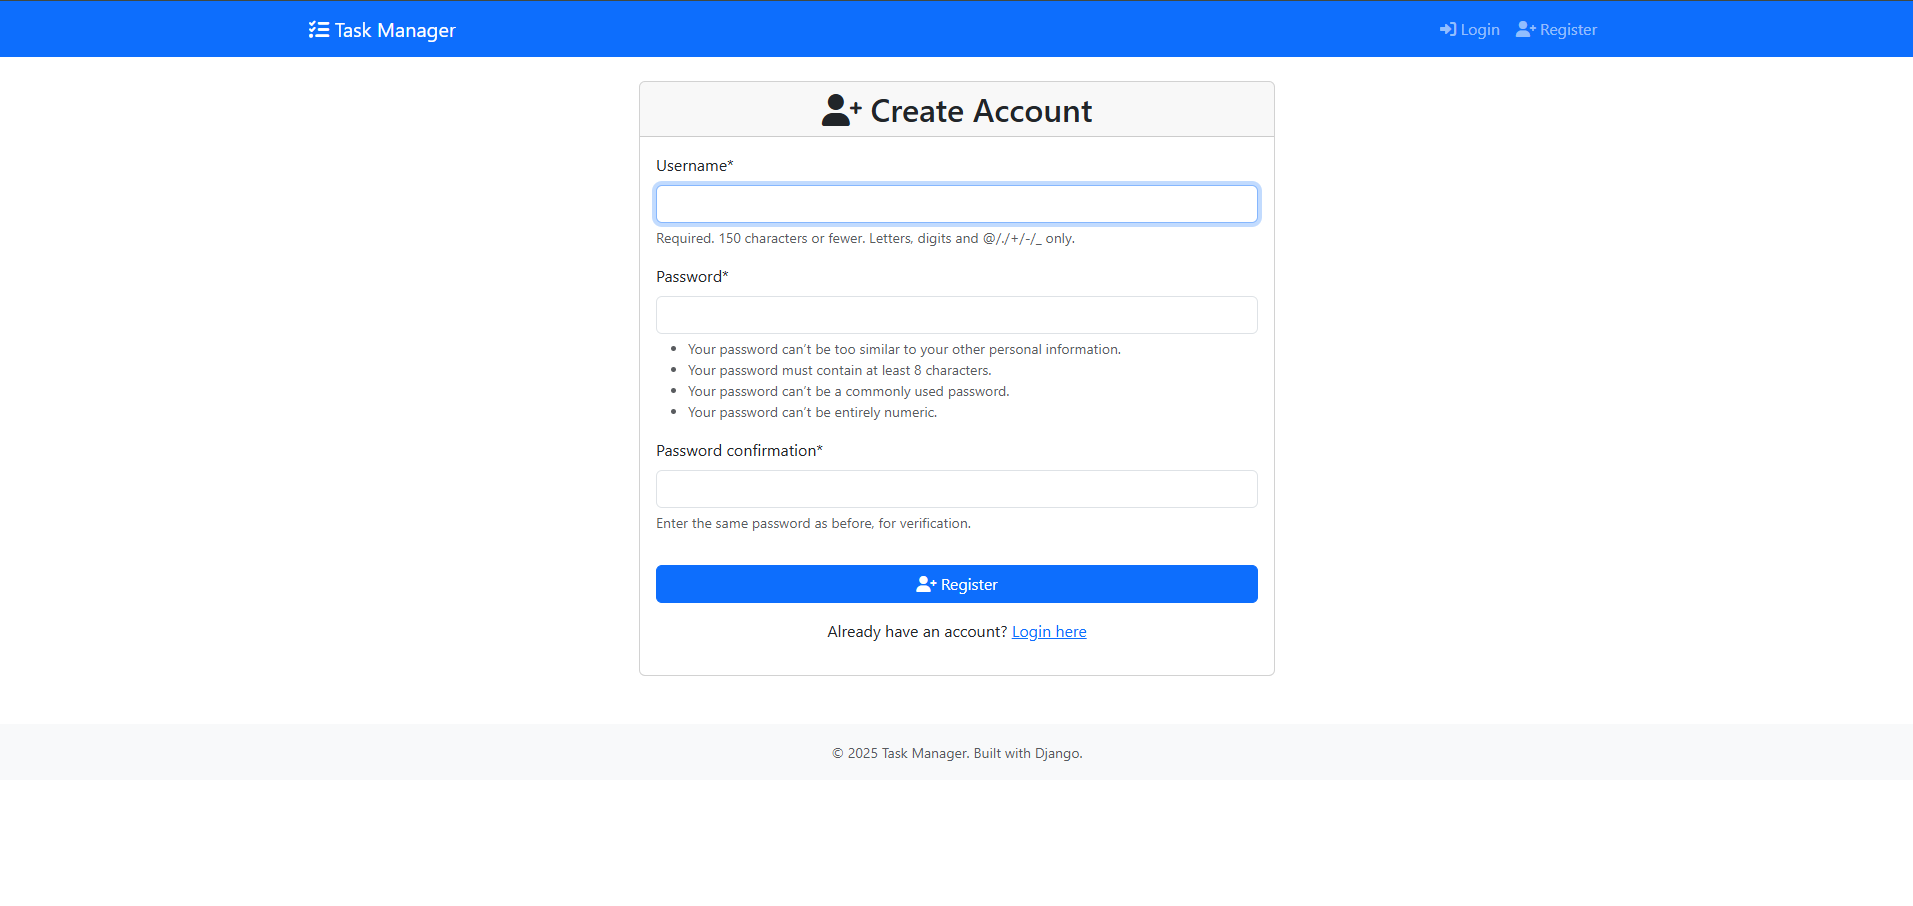 Task Manager
Login
Register
Create Account
Username*
Required. 150 characters or fewer. Letters, digits and @/./+/-/_ only.
Password*
Your password can’t be too similar to your other personal information.
Your password must contain at least 8 characters.
Your password can’t be a commonly used password.
Your password can’t be entirely numeric.
Password confirmation*
Enter the same password as before, for verification.
Register
Already have an account? Login here
© 2025 Task Manager. Built with Django.